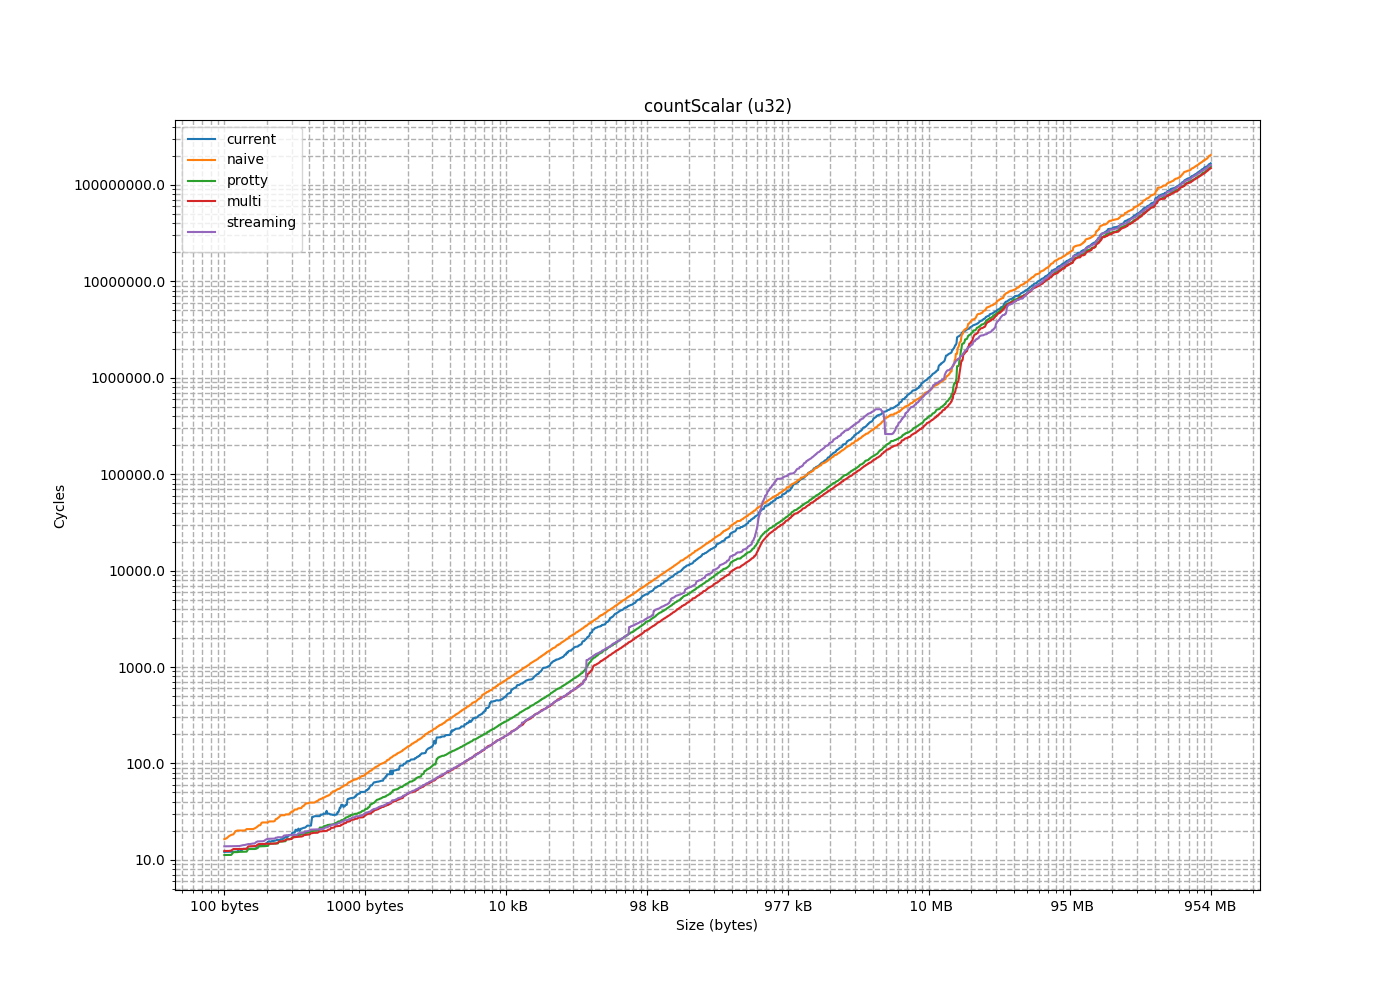 countScalar (u32)
current
naive
protty
multi
streaming
100000000.0
10000000.0
1000000.0
100000.0
10000.0
1000.0
100.0
10.0
Cycles
100 bytes 1000 bytes 10 kB 98 kB 977 kB 10 MB 95 MB 954 MB
Size (bytes)